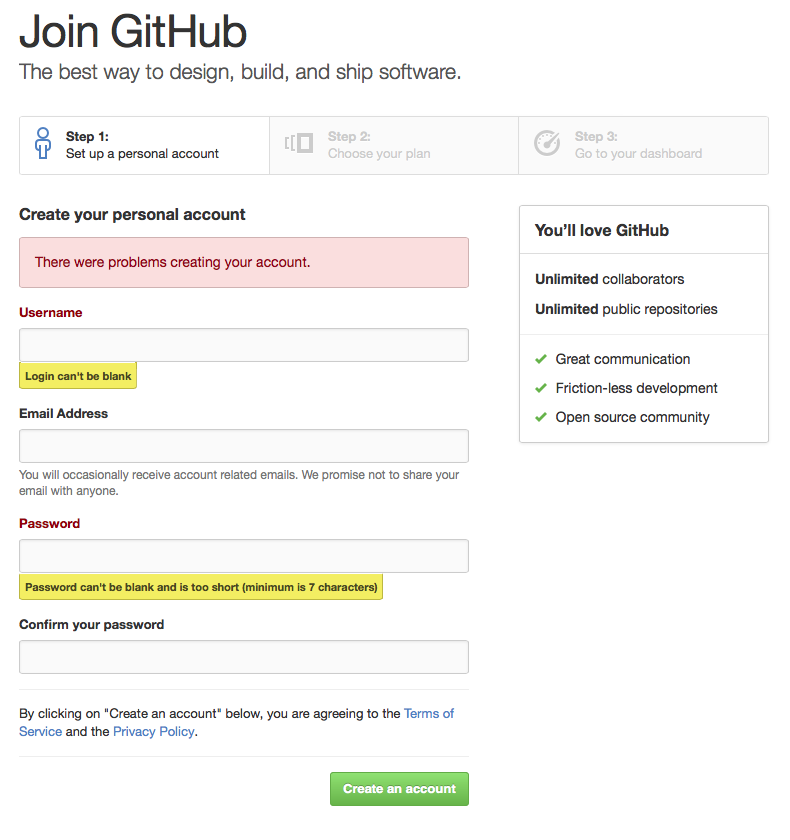 Join GitHub
The best way to design, build, and ship software.
Step 1:
Set up a personal account
Step 2:
Choose your plan
Step 3:
Go to your dashboard
Create your personal account
There were problems creating your account.
Username
Login can't be blank
Email Address
You will occasionally receive account related emails. We promise not to share your
email with anyone.
Password
Password can't be blank and is too short (minimum is 7 characters)
Confirm your password
By clicking on "Create an account" below, you are agreeing to the Terms of
Service and the Privacy Policy.
Create an account
You’ll love GitHub
Unlimited collaborators
Unlimited public repositories
Great communication
Friction-less development
Open source community